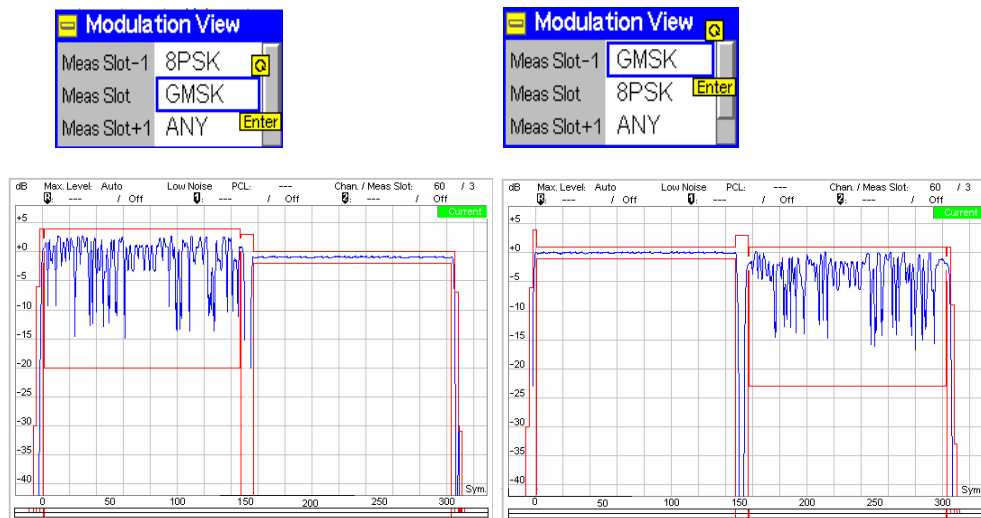 Modulation View
Meas Slot-1 8PSK
Meas Slot GMSK
Meas Slot+1 ANY
Enter
Modulation View
Meas Slot-1 GMSK
Meas Slot 8PSK
Meas Slot+1 ANY
Enter
dB Max. Level: Auto Low Noise PCL: --- Chan. / Meas Slot: 60 / 3
R: --- / Off 1: --- / Off 2: --- / Off
Current
+5
+0
-5
-10
-15
-20
-25
-30
-35
-40
Sym.
0 50 100 150 200 250 300
dB Max. Level: Auto Low Noise PCL: --- Chan. / Meas Slot: 60 / 3
R: --- / Off 1: --- / Off 2: --- / Off
Current
+5
+0
-5
-10
-15
-20
-25
-30
-35
-40
Sym.
0 50 100 150 200 250 300